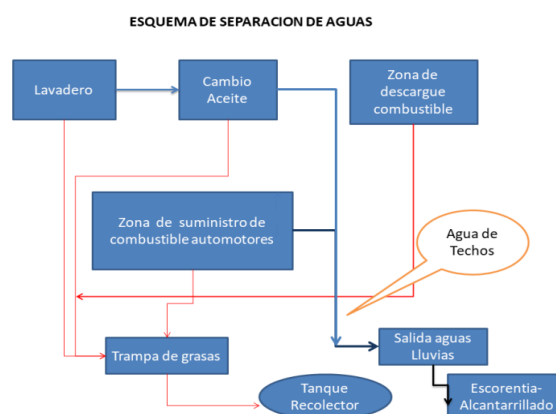 ESQUEMA DE SEPARACION DE AGUAS
Lavadero
Cambio
Aceite
Zona de
descargue
combustible
Zona de suministro de
combustible automotores
Agua de
Techos
Trampa de grasas
Salida aguas
Lluvias
Tanque
Recolector
Escorentia-
Alcantarrillado